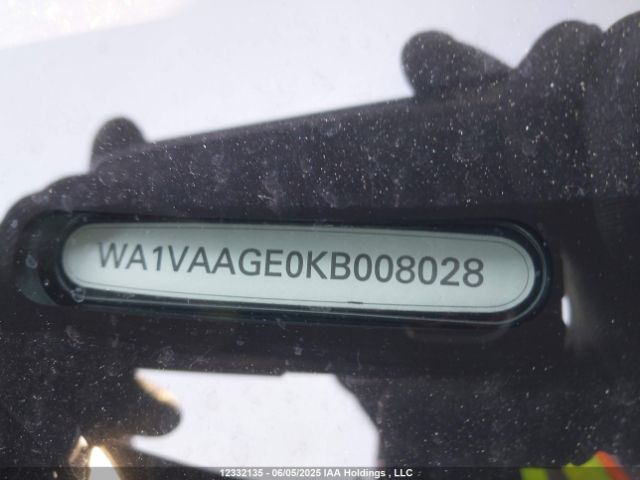 WA1VAAGE0KB008028
12332135 - 06/05/2025 IAA Holdings , LLC